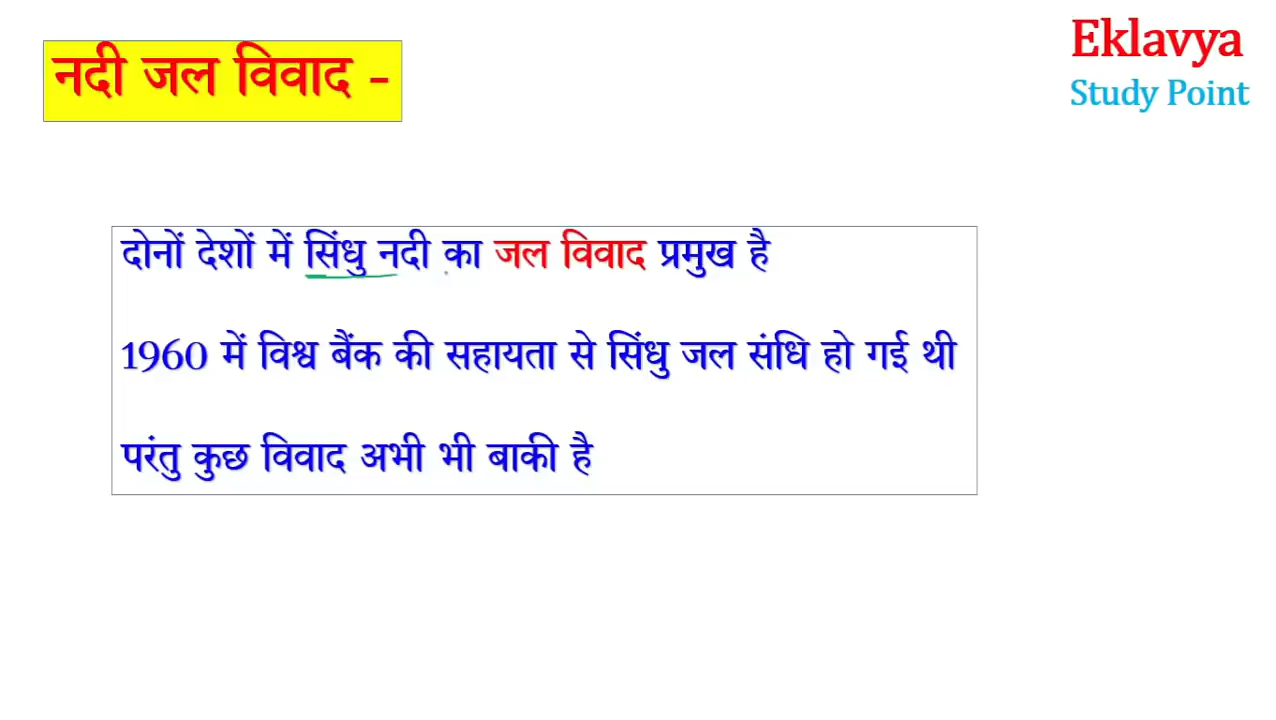 नदी जल विवाद -
Eklavya
Study Point
दोनों देशों में सिंधु नदी का जल विवाद प्रमुख है
1960 में विश्व बैंक की सहायता से सिंधु जल संधि हो गई थी
परंतु कुछ विवाद अभी भी बाकी है